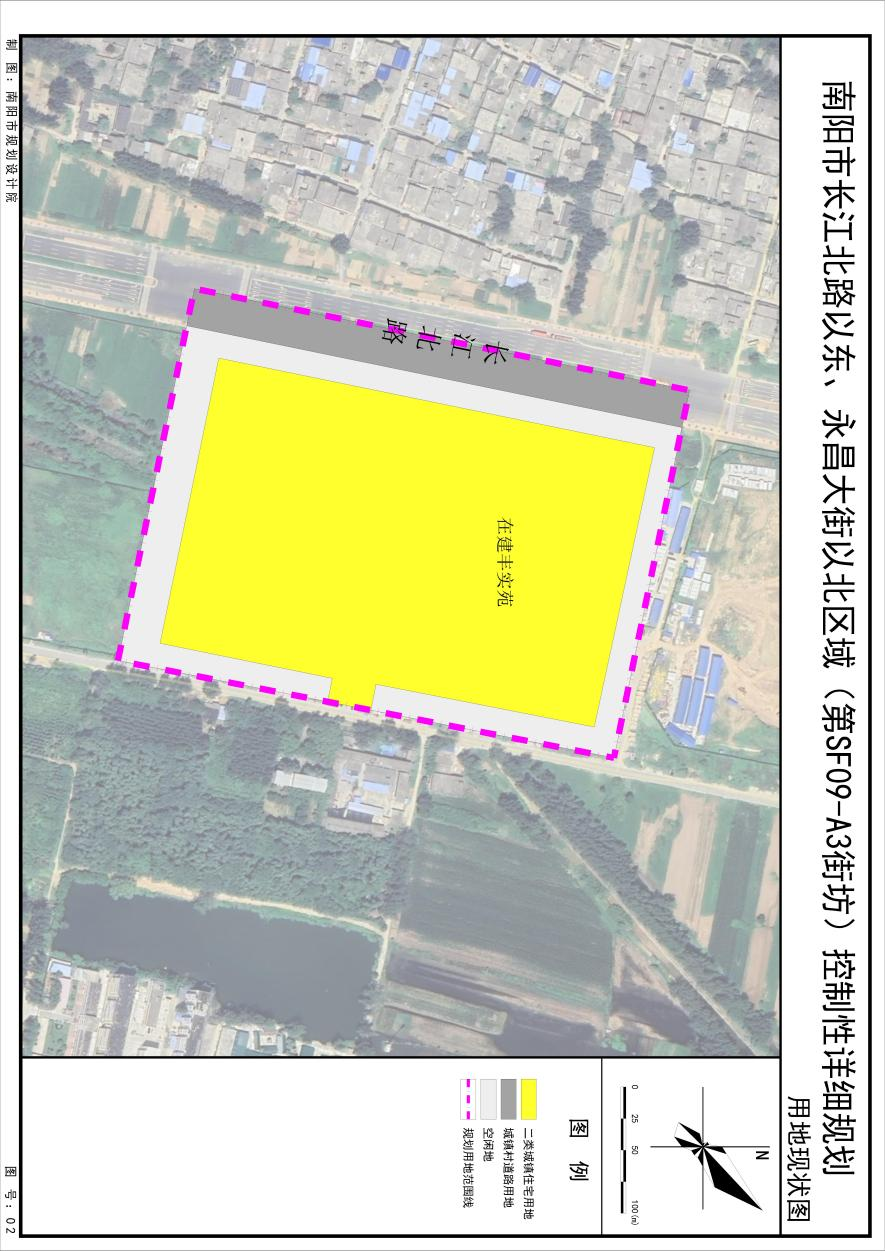 南阳市长江北路以东、永昌大街以北区域（第SF09-A3街坊）控制性详细规划
用地现状图
长江北路
在建丰实苑
N
0 25 50 100 (m)
图 例
二类城镇住宅用地
城镇村道路用地
空闲地
规划用地范围线
制 图：南阳市规划设计院
图 号：02